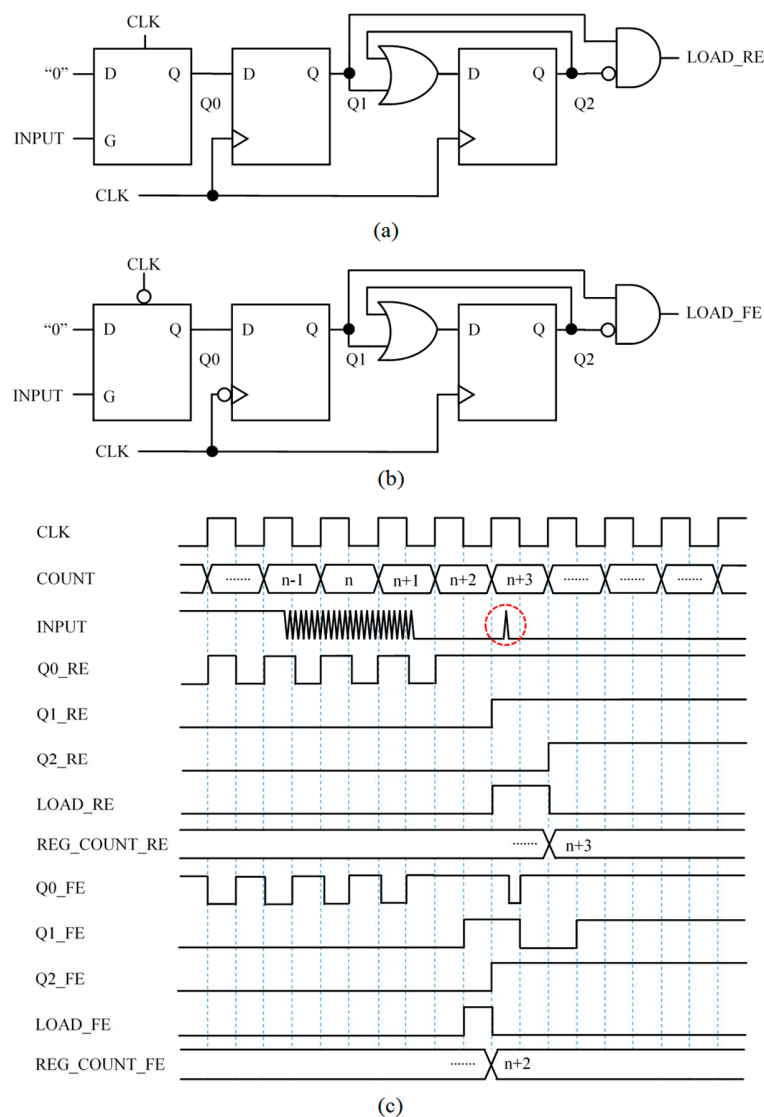 CLK
"0"
D
Q
D
Q
D
Q
LOAD_RE
Q0
Q1
Q2
INPUT
G
CLK
(a)
CLK
"0"
D
Q
D
Q
D
Q
LOAD_FE
Q0
Q1
Q2
INPUT
G
CLK
(b)
CLK
COUNT ...... n-1 n n+1 n+2 n+3 ...... ...... ......
INPUT
Q0_RE
Q1_RE
Q2_RE
LOAD_RE
REG_COUNT_RE ...... n+3
Q0_FE
Q1_FE
Q2_FE
LOAD_FE
REG_COUNT_FE ...... n+2
(c)